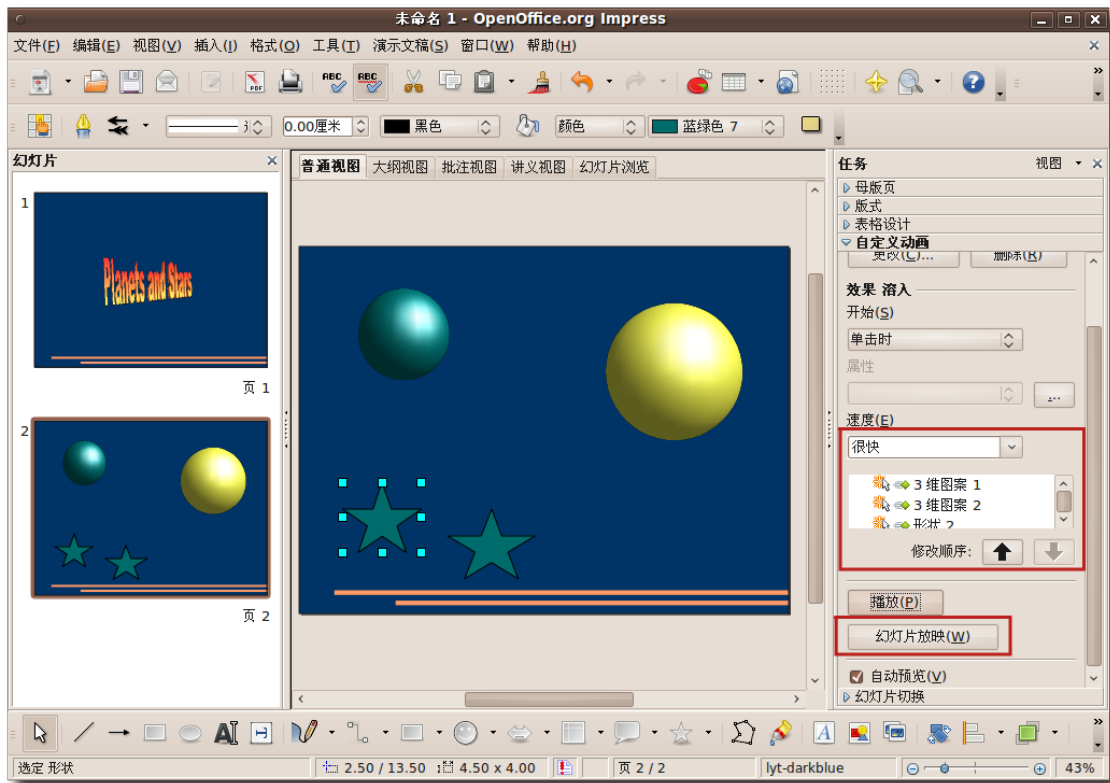 未命名 1 - OpenOffice.org Impress
文件(F) 编辑(E) 视图(V) 插入(I) 格式(O) 工具(T) 演示文稿(S) 窗口(W) 帮助(H)
PDF ABC ABC
0.00厘米 黑色 颜色 蓝绿色 7
幻灯片
普通视图 大纲视图 批注视图 讲义视图 幻灯片浏览
任务 视图
母版页
版式
表格设计
自定义动画
更改(C)... 删除(R)
效果 溶入
开始(S)
单击时
属性
速度(E)
很快
3 维图案 1
3 维图案 2
形状 2
修改顺序:
播放(P)
幻灯片放映(W)
自动预览(V)
幻灯片切换
1
Planets and Stars
页 1
2
页 2
选定 形状 2.50 / 13.50 4.50 x 4.00 页 2 / 2 lyt-darkblue 43%